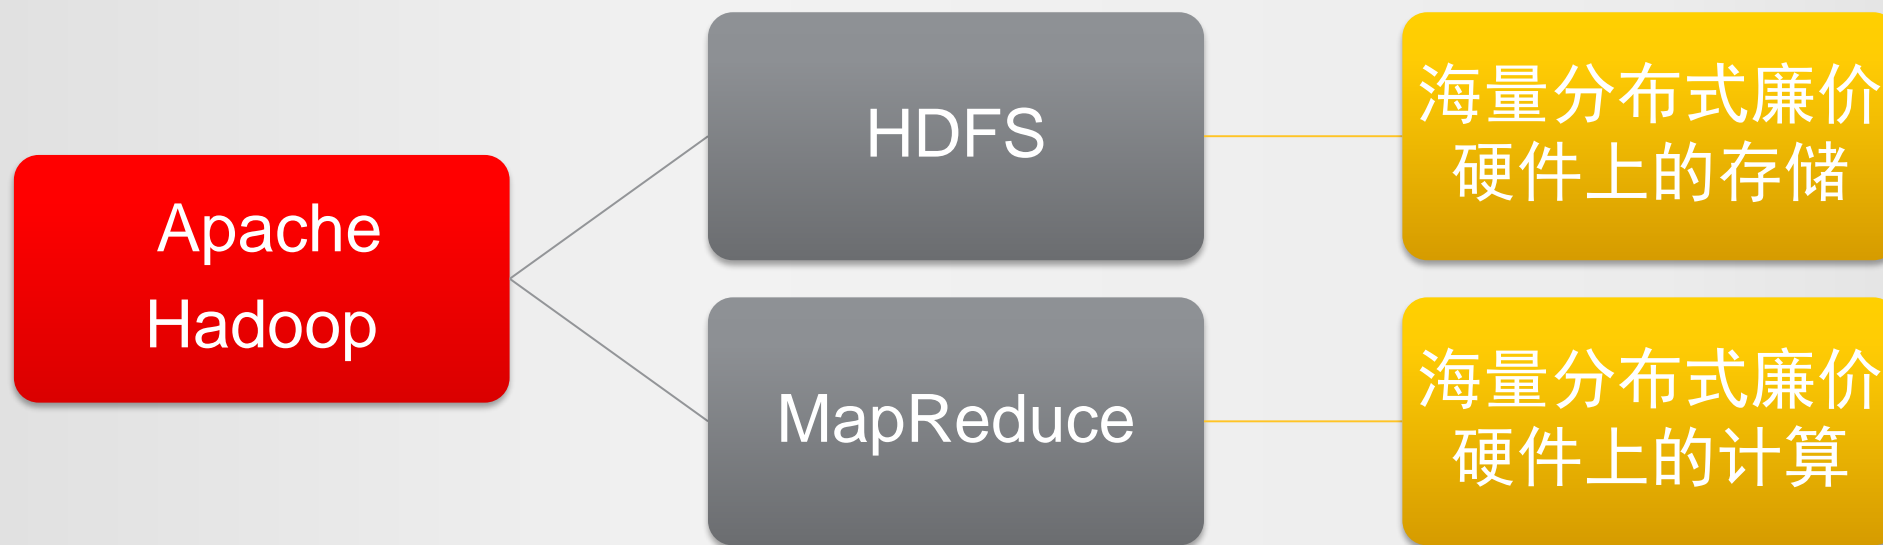 Apache
Hadoop
HDFS
海量分布式廉价
硬件上的存储
MapReduce
海量分布式廉价
硬件上的计算